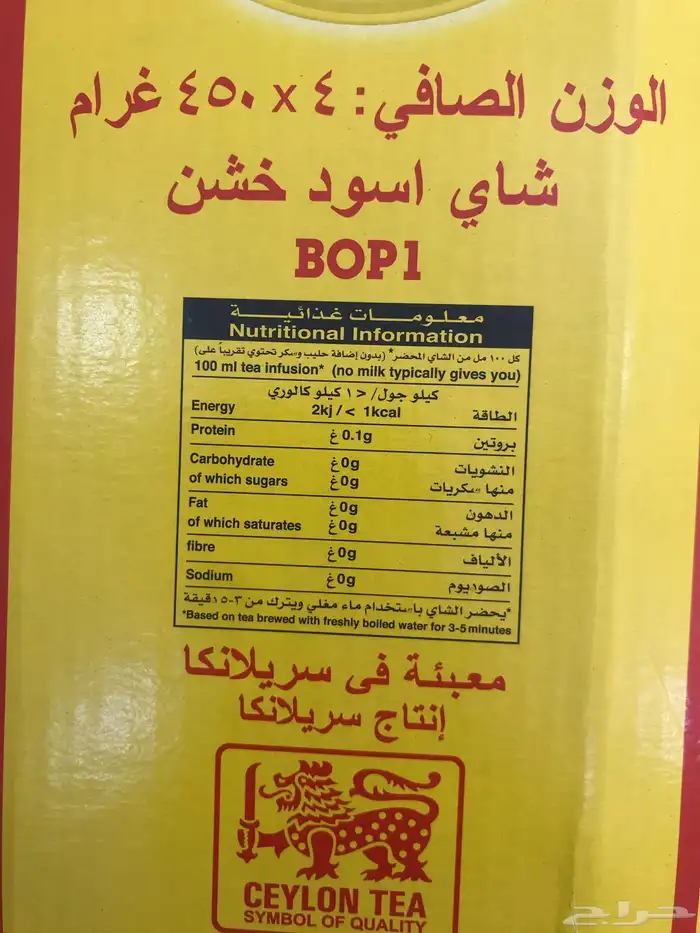 الوزن الصافي: ٤ x ٤٥٠ غرام
شاي اسود خشن
BOP1
معلومات غذائية
Nutritional Information
كل ١٠٠ مل من الشاي المحضر* (بدون إضافة حليب وسكر تحتوي تقريباً على)
100 ml tea infusion* (no milk typically gives you)
كيلو جول/ < ١ كيلو كالوري
Energy 2kj / < 1kcal الطاقة
Protein 0.1g غ بروتين
Carbohydrate 0g غ النشويات
of which sugars 0g غ منها سكريات
Fat 0g غ الدهون
of which saturates 0g غ منها مشبعة
fibre 0g غ الألياف
Sodium 0g غ الصوديوم
*يحضر الشاي باستخدام ماء مغلي ويترك من ٣-٥ دقيقة
*Based on tea brewed with freshly boiled water for 3-5 minutes
معبئة فى سريلانكا
إنتاج سريلانكا
CEYLON TEA
SYMBOL OF QUALITY
حراج